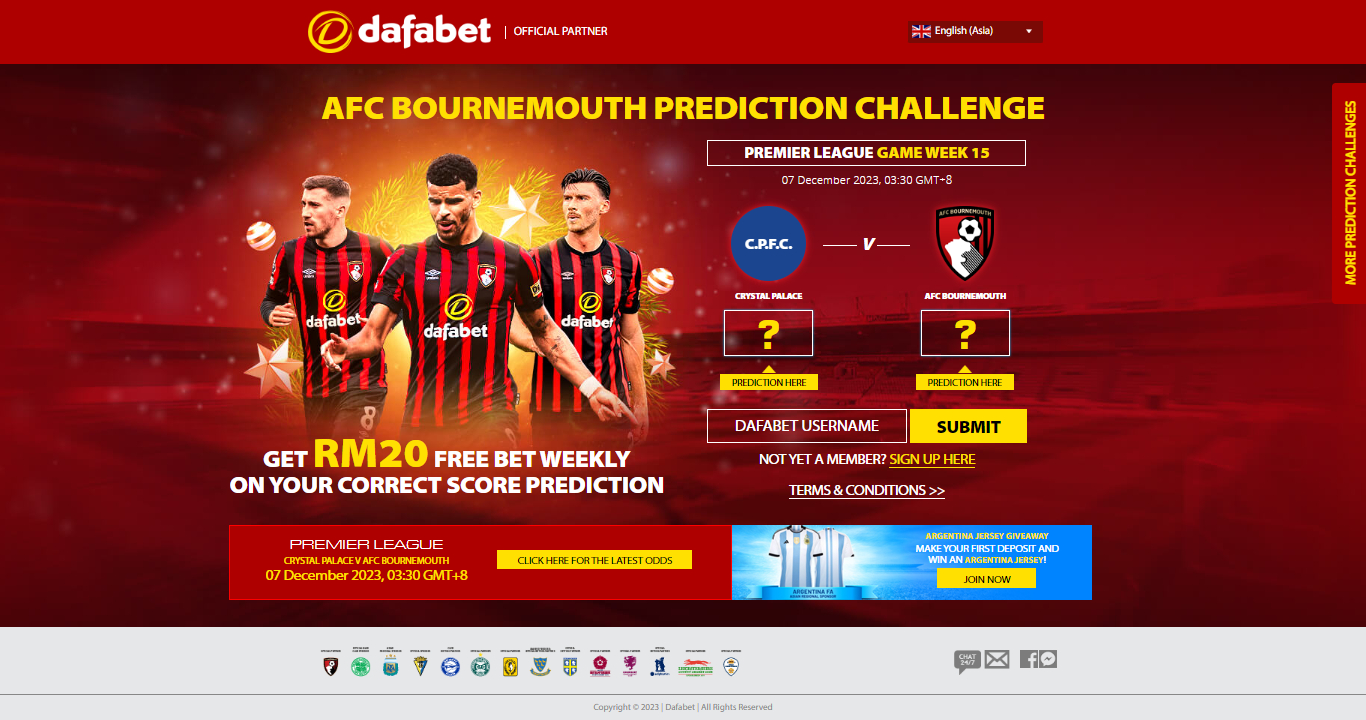 dafabet
OFFICIAL PARTNER
English (Asia)
AFC BOURNEMOUTH PREDICTION CHALLENGE
MORE PREDICTION CHALLENGES
PREMIER LEAGUE GAME WEEK 15
07 December 2023, 03:30 GMT+8
C.P.F.C.
V
AFC BOURNEMOUTH
CRYSTAL PALACE
AFC BOURNEMOUTH
?
?
PREDICTION HERE
PREDICTION HERE
umbro
umbro
dafabet
dafabet
dafabet
DAFABET USERNAME
SUBMIT
NOT YET A MEMBER? SIGN UP HERE
TERMS & CONDITIONS >>
GET RM20 FREE BET WEEKLY
ON YOUR CORRECT SCORE PREDICTION
PREMIER LEAGUE
CRYSTAL PALACE V AFC BOURNEMOUTH
07 December 2023, 03:30 GMT+8
CLICK HERE FOR THE LATEST ODDS
ARGENTINA FA
ASIAN REGIONAL SPONSOR
ARGENTINA JERSEY GIVEAWAY
MAKE YOUR FIRST DEPOSIT AND
WIN AN ARGENTINA JERSEY!
JOIN NOW
CHAT
24/7
Copyright © 2023 | Dafabet | All Rights Reserved